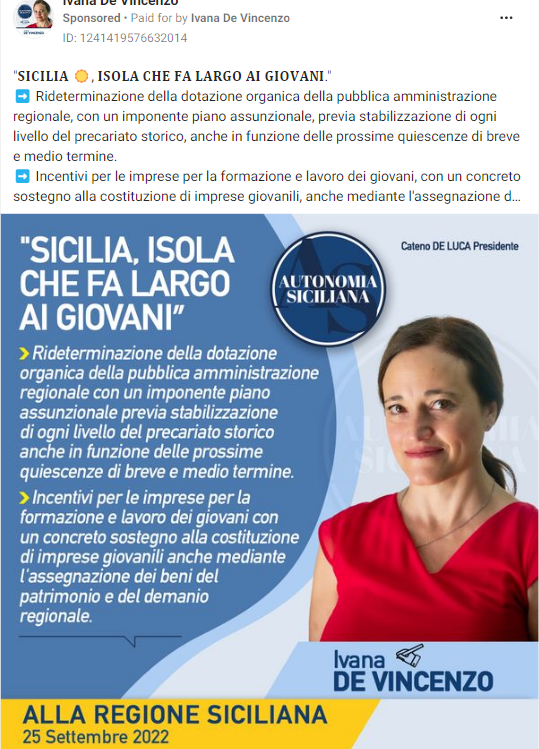 Ivana De Vincenzo
Sponsored • Paid for by Ivana De Vincenzo
ID: 1241419576632014
"SICILIA ☀️, ISOLA CHE FA LARGO AI GIOVANI."
➡️ Rideterminazione della dotazione organica della pubblica amministrazione
regionale, con un imponente piano assunzionale, previa stabilizzazione di ogni
livello del precariato storico, anche in funzione delle prossime quiescenze di breve
e medio termine.
➡️ Incentivi per le imprese per la formazione e lavoro dei giovani, con un concreto
sostegno alla costituzione di imprese giovanili, anche mediante l'assegnazione d...
"SICILIA, ISOLA
CHE FA LARGO
AI GIOVANI"
AUTONOMIA
SICILIANA
Cateno DE LUCA Presidente
Rideterminazione della dotazione
organica della pubblica amministrazione
regionale con un imponente piano
assunzionale previa stabilizzazione
di ogni livello del precariato storico
anche in funzione delle prossime
quiescenze di breve e medio termine.
Incentivi per le imprese per la
formazione e lavoro dei giovani con
un concreto sostegno alla costituzione
di imprese giovanili anche mediante
l'assegnazione dei beni del
patrimonio e del demanio
regionale.
Ivana
DE VINCENZO
ALLA REGIONE SICILIANA
25 Settembre 2022